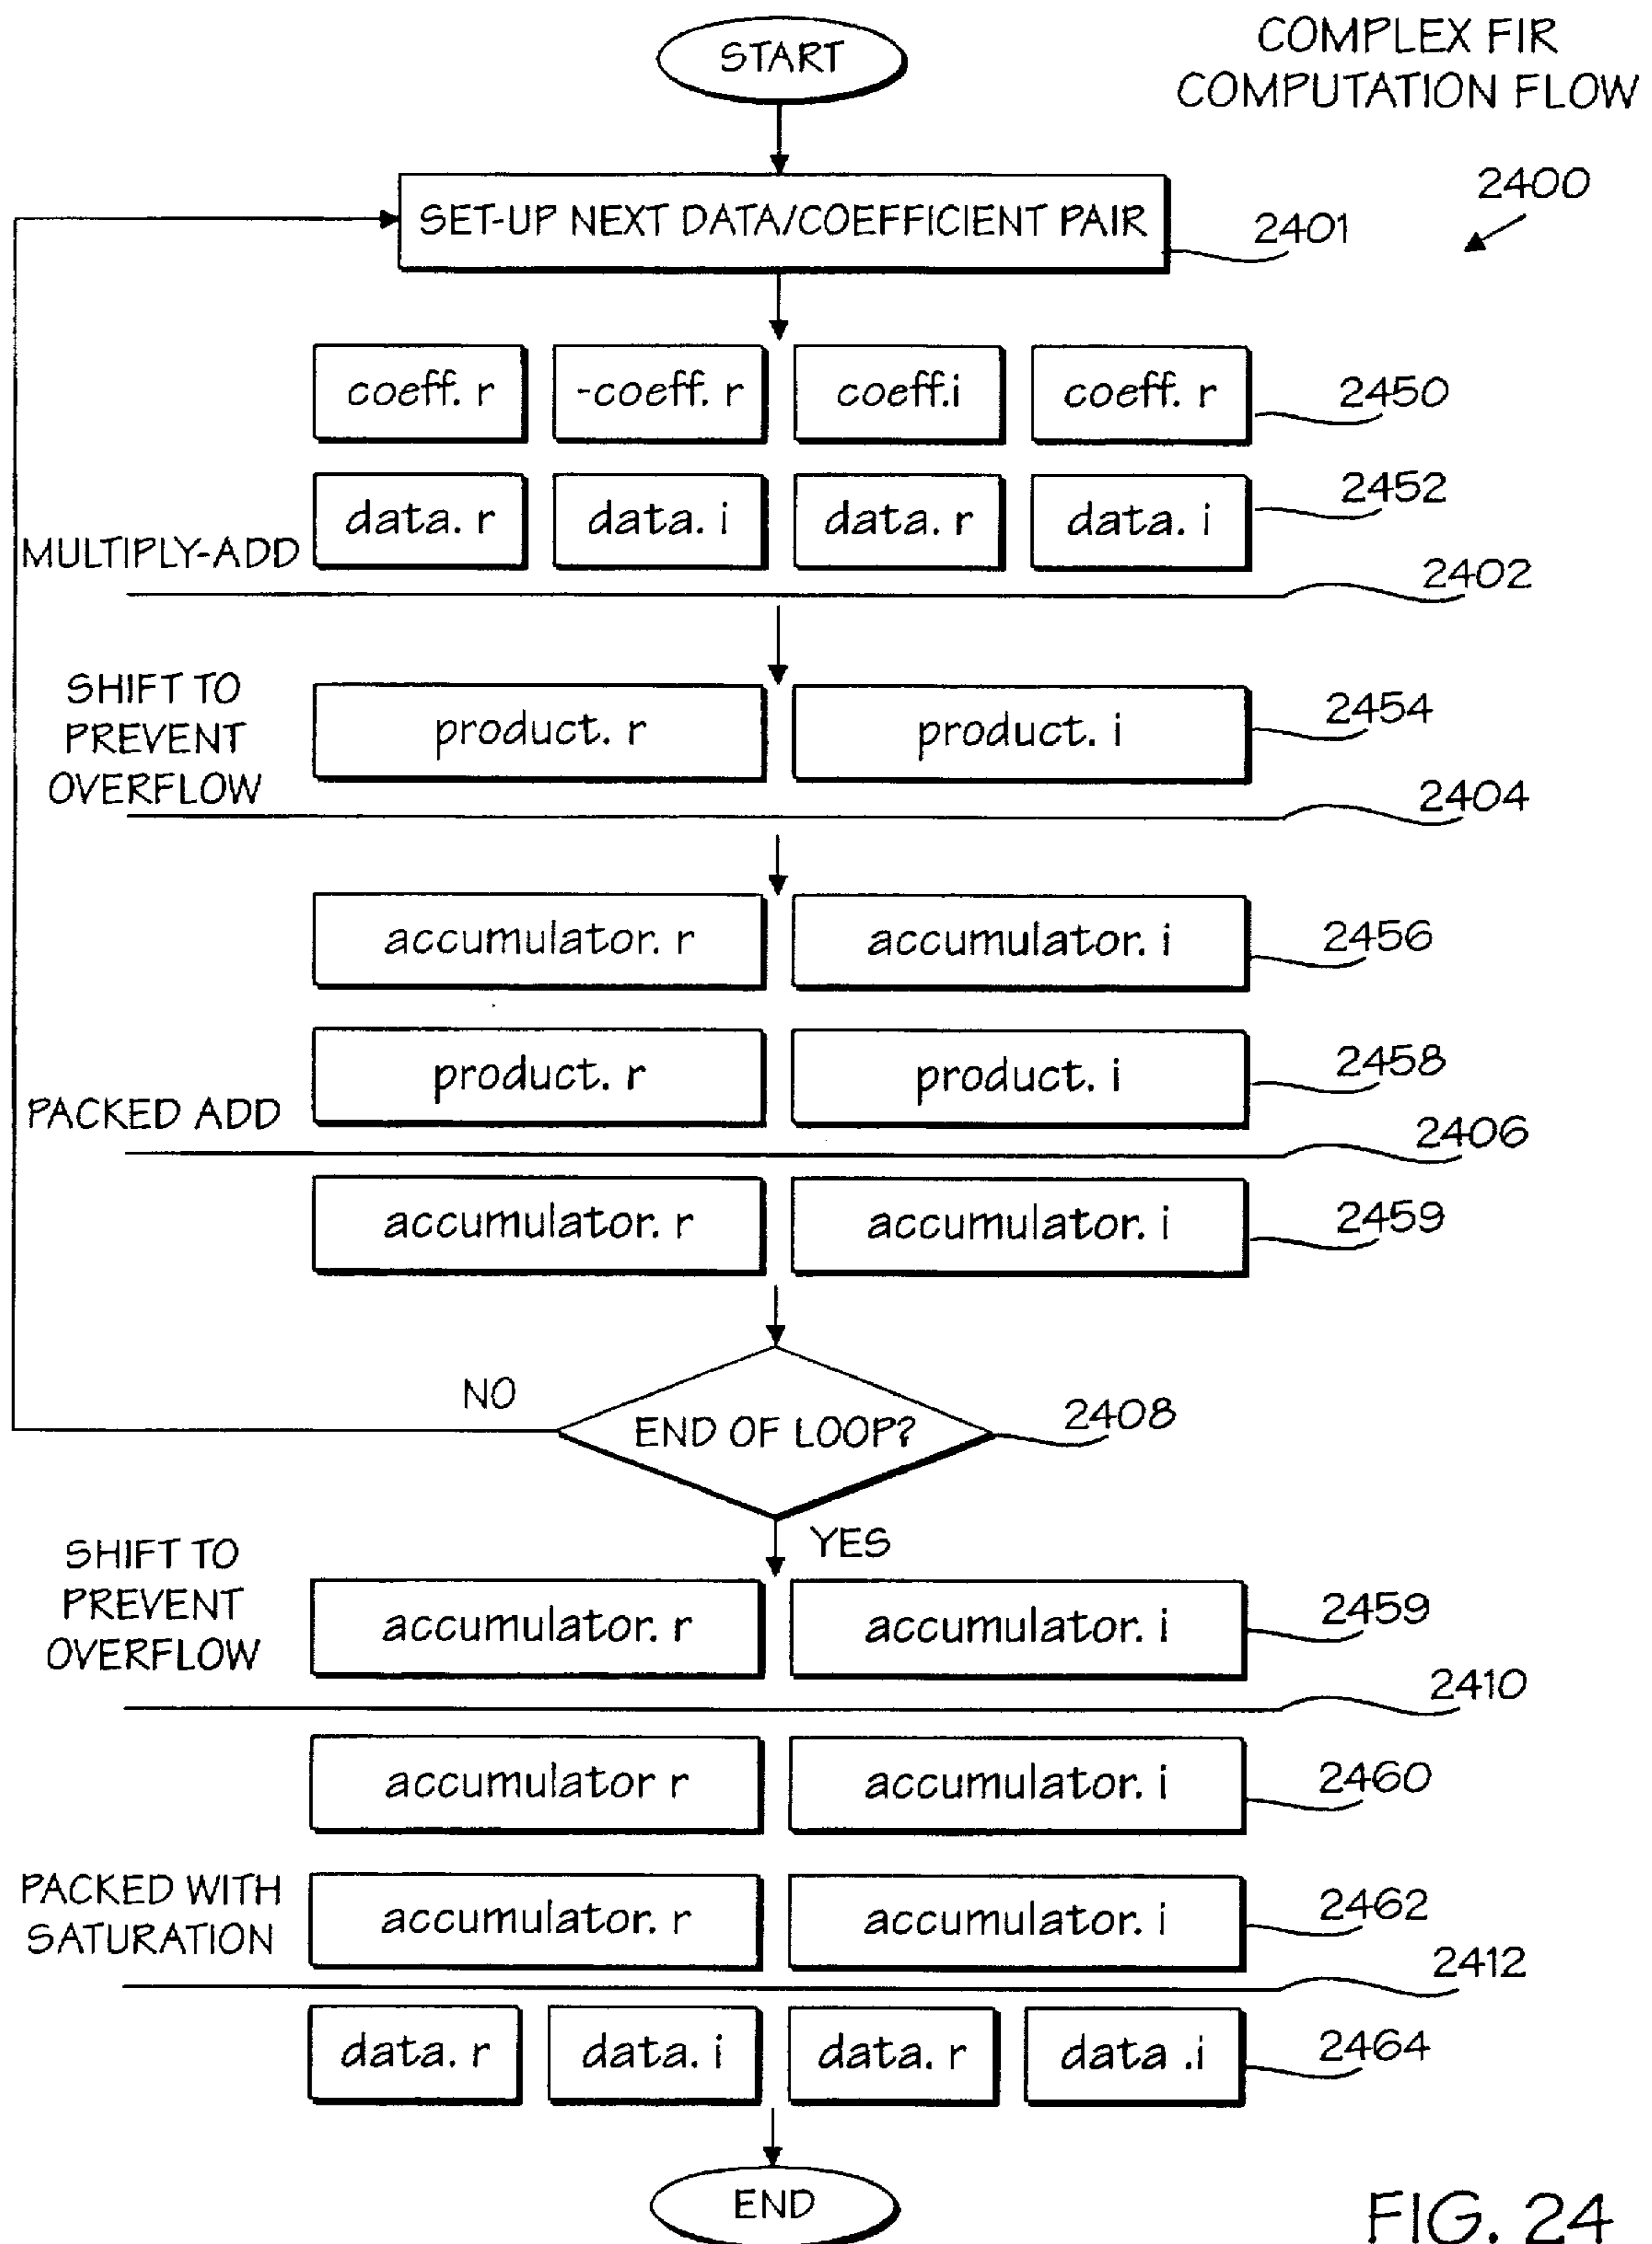 START
COMPLEX FIR
COMPUTATION FLOW
2400
SET-UP NEXT DATA/COEFFICIENT PAIR
2401
coeff. r -coeff. r coeff.i coeff. r
2450
data. r data. i data. r data. i
2452
MULTIPLY-ADD
2402
SHIFT TO
PREVENT
OVERFLOW
product. r product. i
2454
2404
accumulator. r accumulator. i
2456
product. r product. i
2458
PACKED ADD
2406
accumulator. r accumulator. i
2459
NO
END OF LOOP?
2408
YES
SHIFT TO
PREVENT
OVERFLOW
accumulator. r accumulator. i
2459
2410
accumulator r accumulator. i
2460
PACKED WITH
SATURATION
accumulator. r accumulator. i
2462
2412
data. r data. i data. r data .i
2464
END
FIG. 24